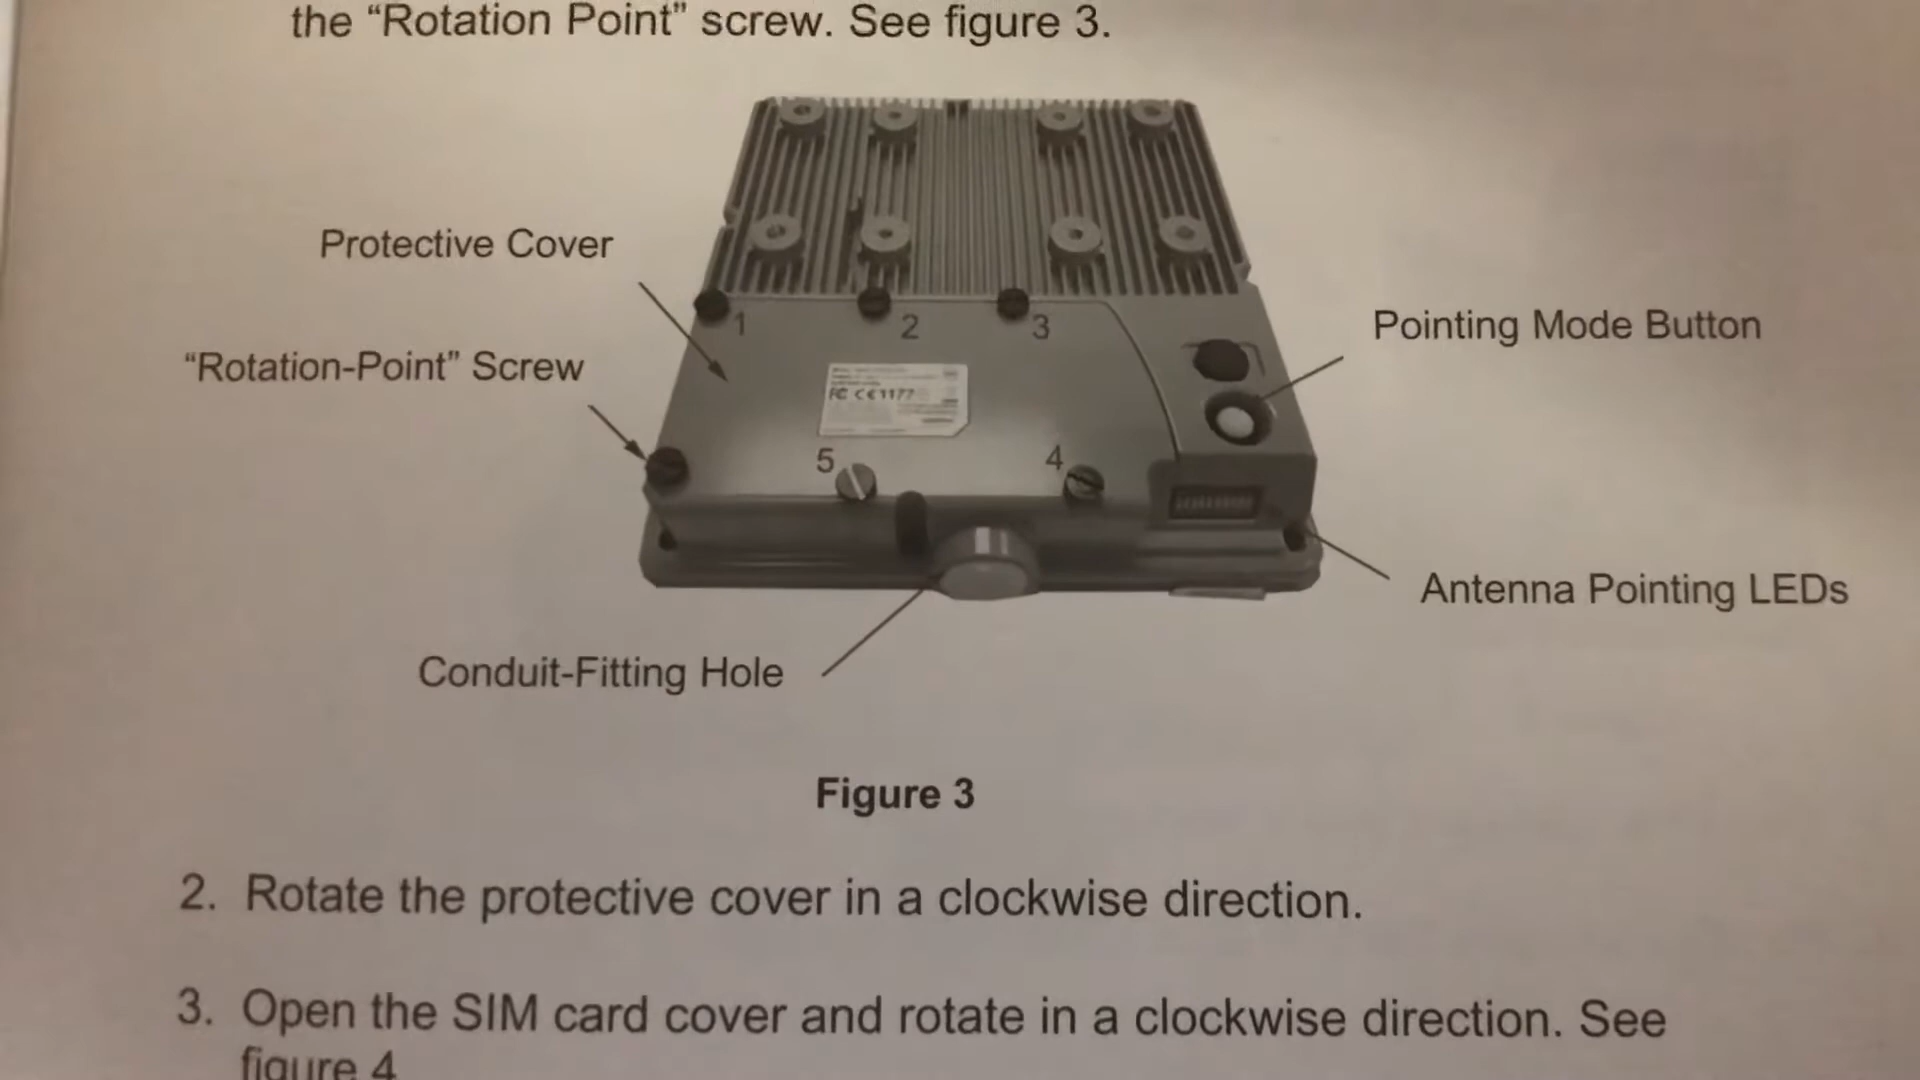 the “Rotation Point” screw. See figure 3.
Protective Cover
“Rotation-Point” Screw
Pointing Mode Button
1
2
3
FC CE1177
5
4
Antenna Pointing LEDs
Conduit-Fitting Hole
Figure 3
2. Rotate the protective cover in a clockwise direction.
3. Open the SIM card cover and rotate in a clockwise direction. See
figure 4